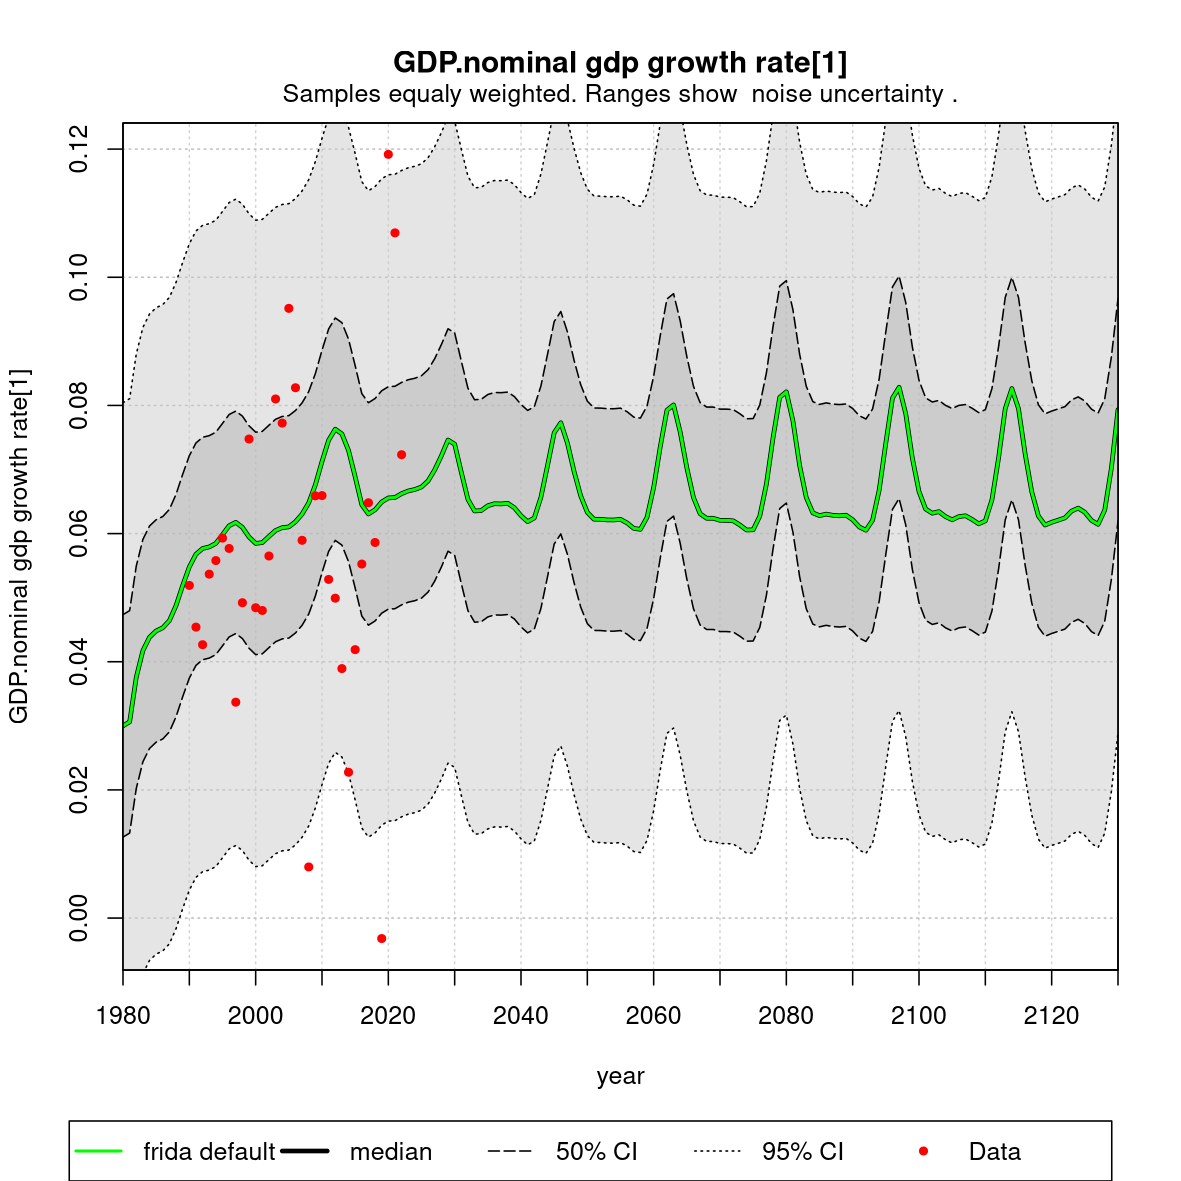 GDP.nominal gdp growth rate[1]
Samples equaly weighted. Ranges show  noise uncertainty .
GDP.nominal gdp growth rate[1]
0.12
0.10
0.08
0.06
0.04
0.02
0.00
1980 2000 2020 2040 2060 2080 2100 2120
year
frida default median 50% CI 95% CI Data